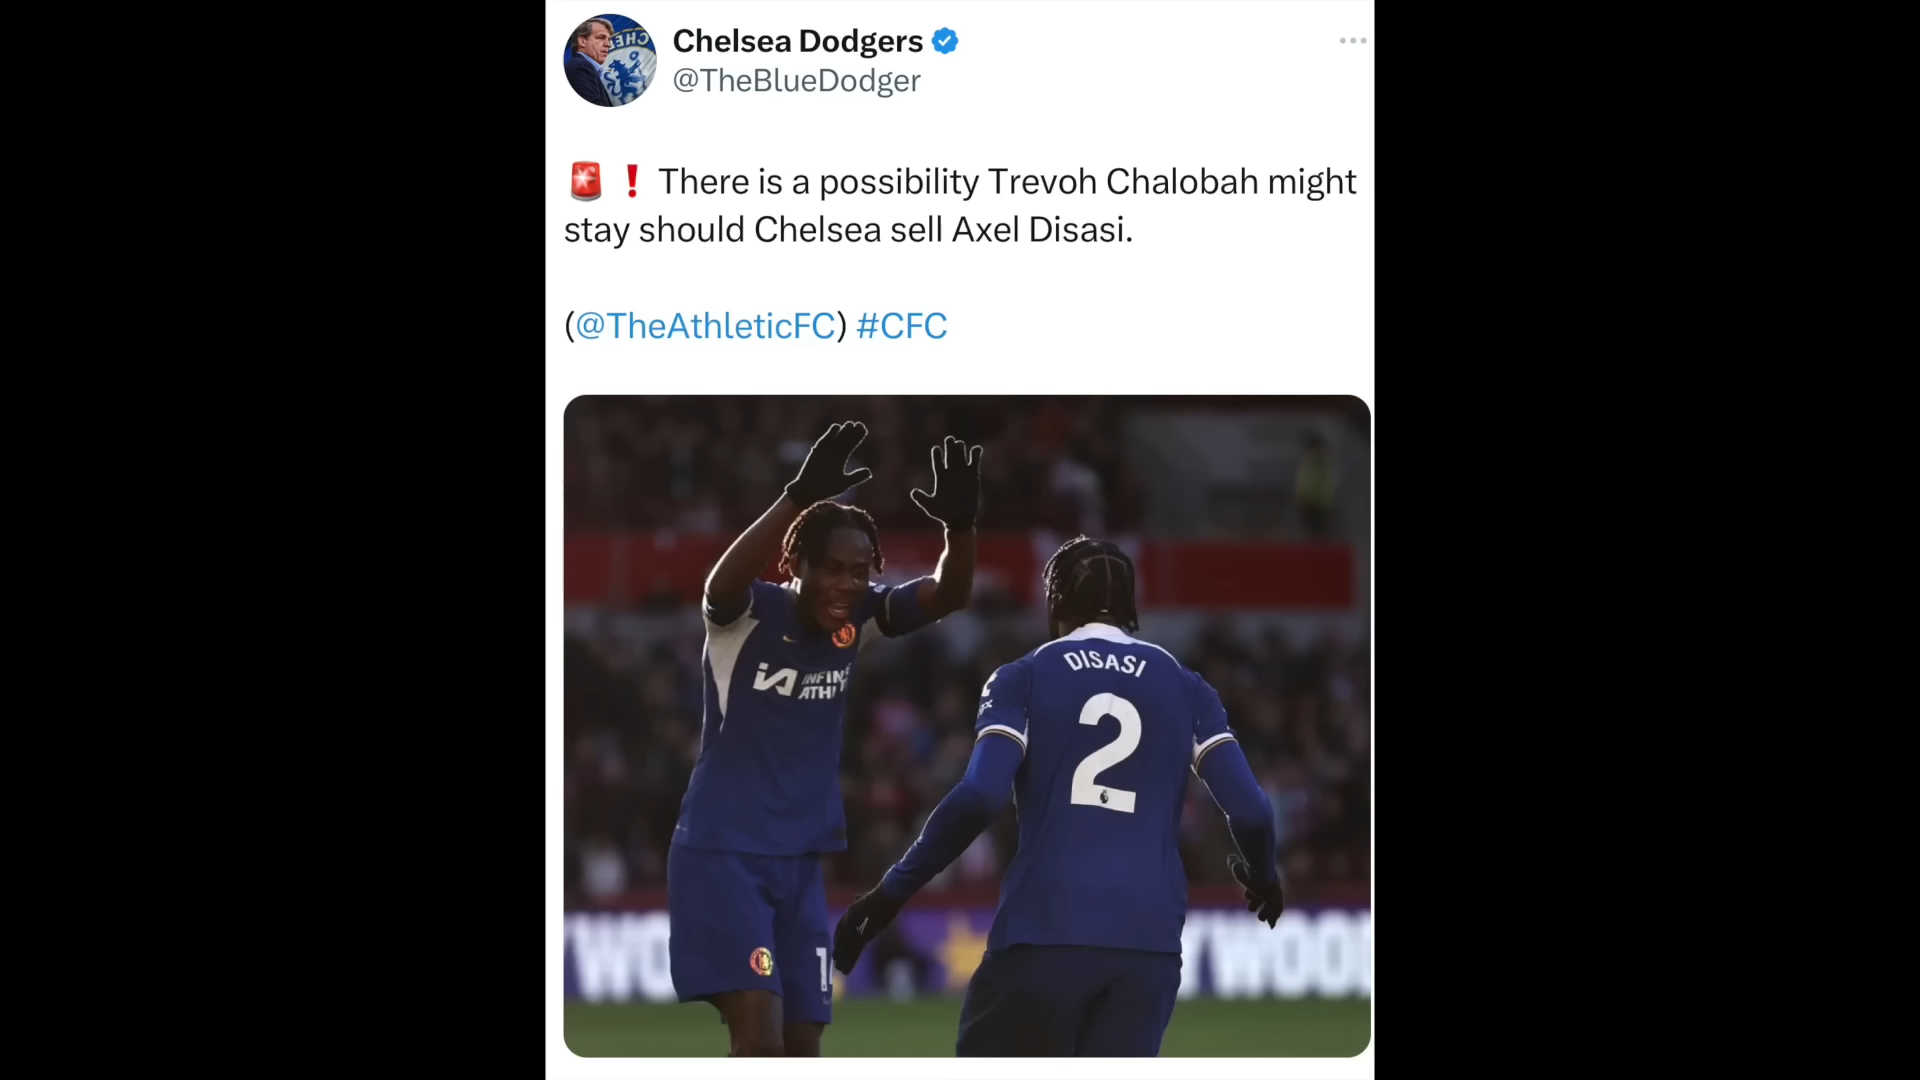 Chelsea Dodgers
@TheBlueDodger
🚨❗️ There is a possibility Trevoh Chalobah might
stay should Chelsea sell Axel Disasi.
(@TheAthleticFC) #CFC
DISASI
2